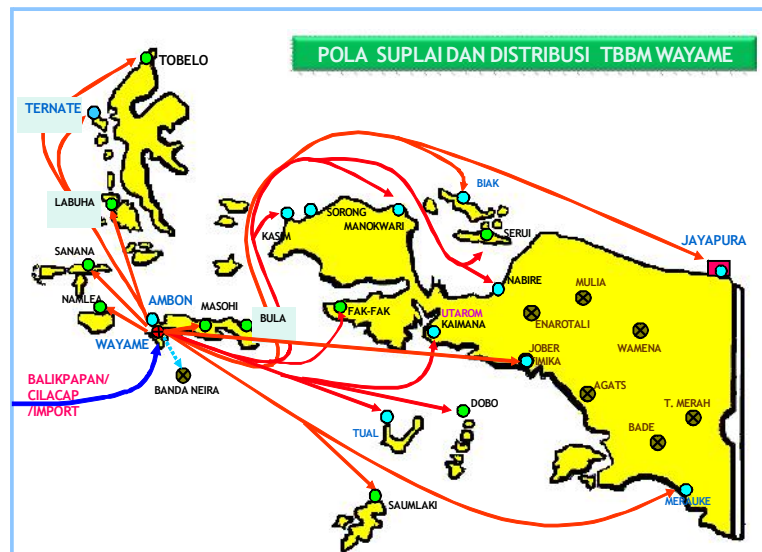 POLA SUPLAI DAN DISTRIBUSI TBBM WAYAME
TOBELO
TERNATE
LABUHA
SANANA
NAMLEA
AMBON
MASOHI
BULA
WAYAME
BALIKPAPAN/
CILACAP
/IMPORT
BANDA NEIRA
KASIM
SORONG
MANOKWARI
BIAK
SERUI
JAYAPURA
NABIRE
MULIA
ENAROTALI
WAMENA
FAK-FAK
UTAROM
KAIMANA
JOBER
TIMIKA
AGATS
T. MERAH
BADE
DOBO
TUAL
SAUMLAKI
MERAUKE